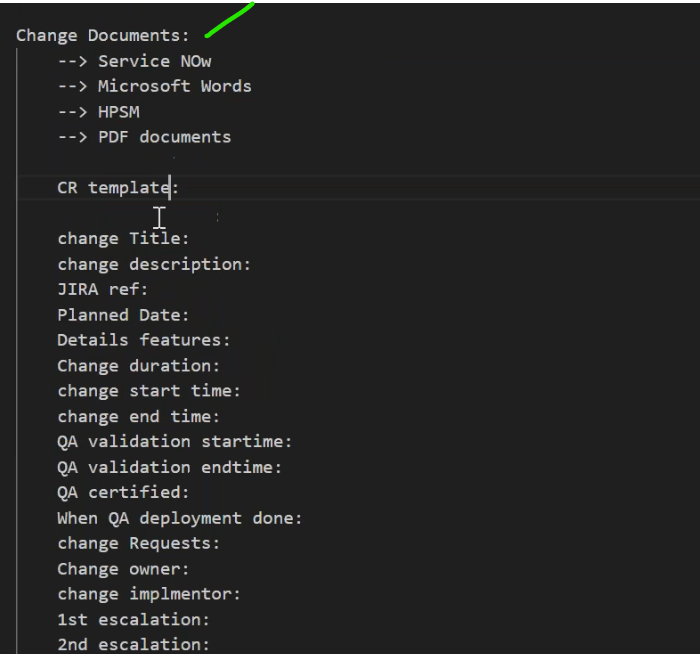 Change Documents:
--> Service NOw
--> Microsoft Words
--> HPSM
--> PDF documents
CR template:
change Title:
change description:
JIRA ref:
Planned Date:
Details features:
Change duration:
change start time:
change end time:
QA validation startime:
QA validation endtime:
QA certified:
When QA deployment done:
change Requests:
Change owner:
change implmentor:
1st escalation:
2nd escalation: